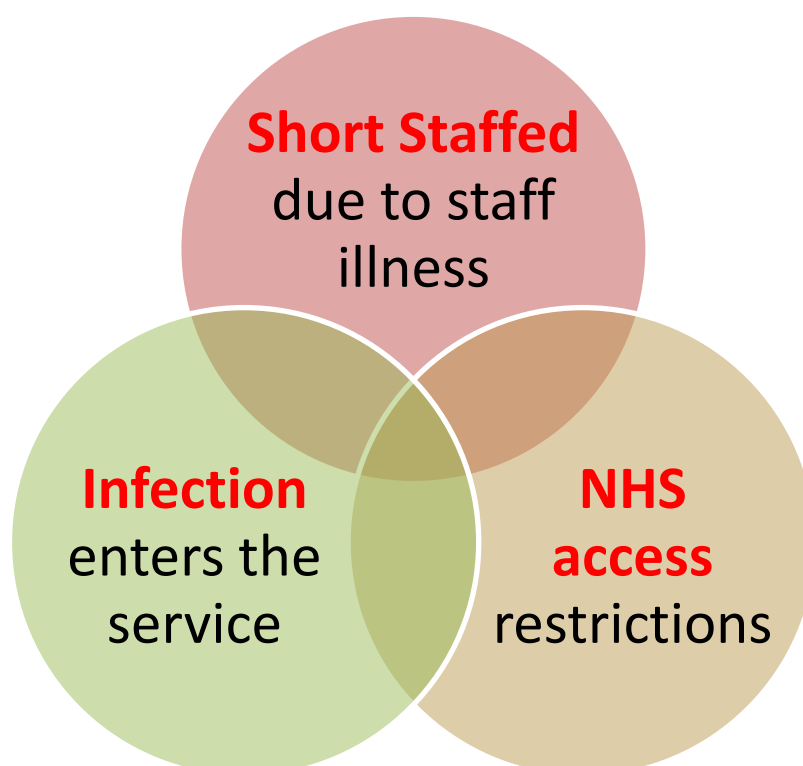 Short Staffed
due to staff
illness
Infection
enters the
service
NHS
access
restrictions